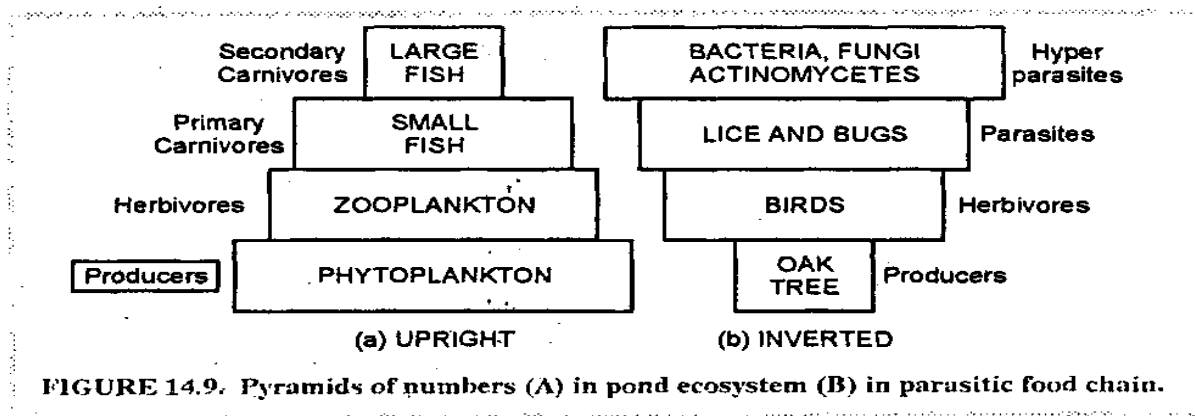 Secondary
Carnivores
LARGE
FISH
Primary
Carnivores
SMALL
FISH
Herbivores
ZOOPLANKTON
Producers
PHYTOPLANKTON
(a) UPRIGHT
BACTERIA, FUNGI
ACTINOMYCETES
Hyper
parasites
LICE AND BUGS
Parasites
BIRDS
Herbivores
OAK
TREE
Producers
(b) INVERTED
FIGURE 14.9. Pyramids of numbers (A) in pond ecosystem (B) in parasitic food chain.